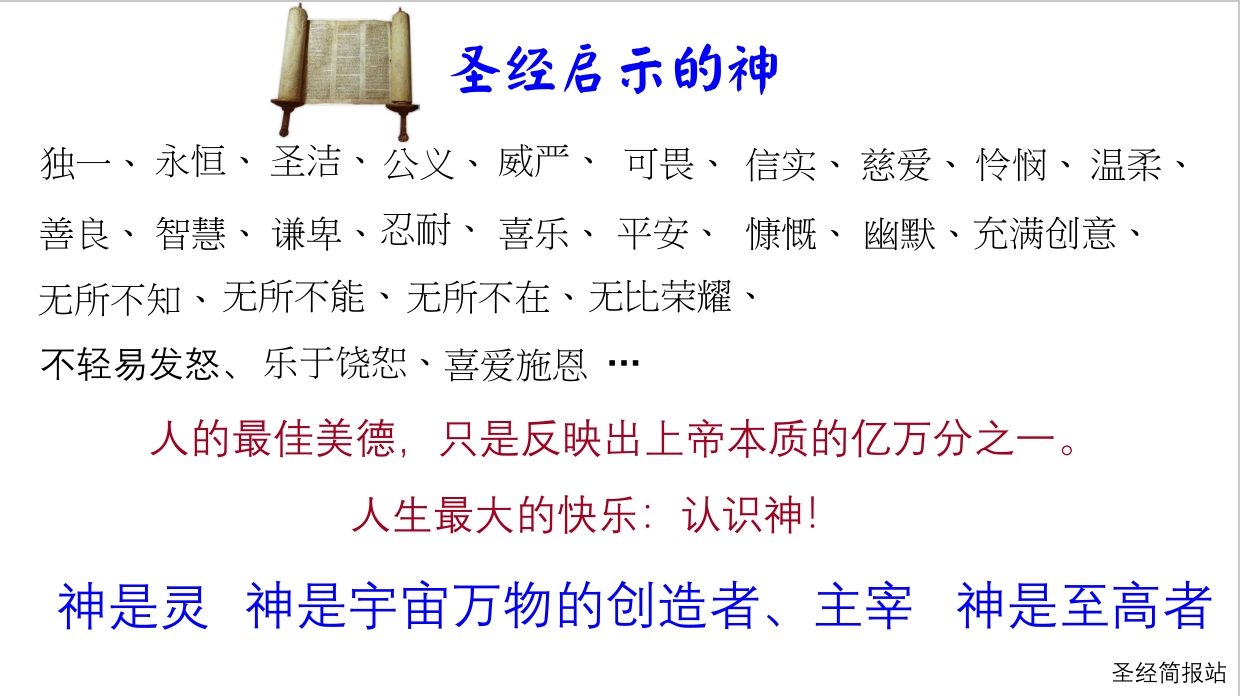 圣经启示的神
独一、永恒、圣洁、公义、威严、可畏、信实、慈爱、怜悯、温柔、
善良、智慧、谦卑、忍耐、喜乐、平安、慷慨、幽默、充满创意、
无所不知、无所不能、无所不在、无比荣耀、
不轻易发怒、乐于饶恕、喜爱施恩 …
人的最佳美德，只是反映出上帝本质的亿万分之一。
人生最大的快乐：认识神！
神是灵 神是宇宙万物的创造者、主宰 神是至高者
圣经简报站